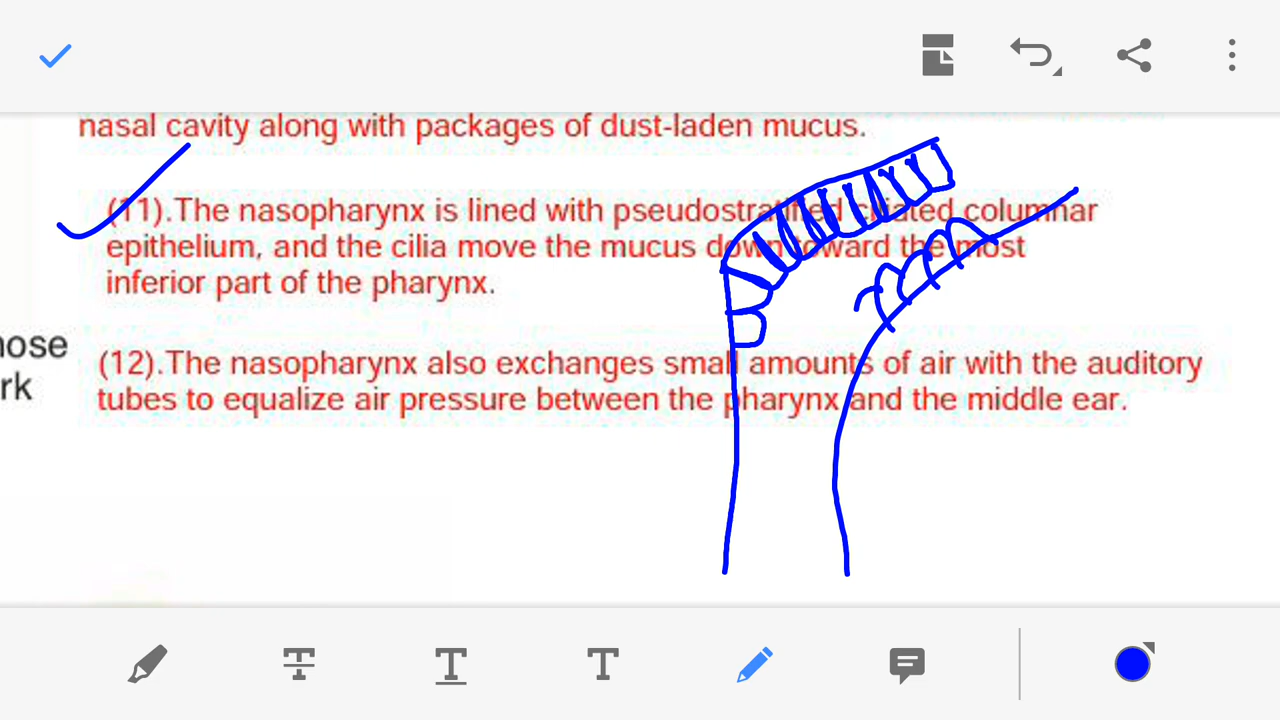 nasal cavity along with packages of dust-laden mucus.
(11).The nasopharynx is lined with pseudostratified ciliated columnar
epithelium, and the cilia move the mucus down toward the most
inferior part of the pharynx.
nose
rk
(12).The nasopharynx also exchanges small amounts of air with the auditory
tubes to equalize air pressure between the pharynx and the middle ear.